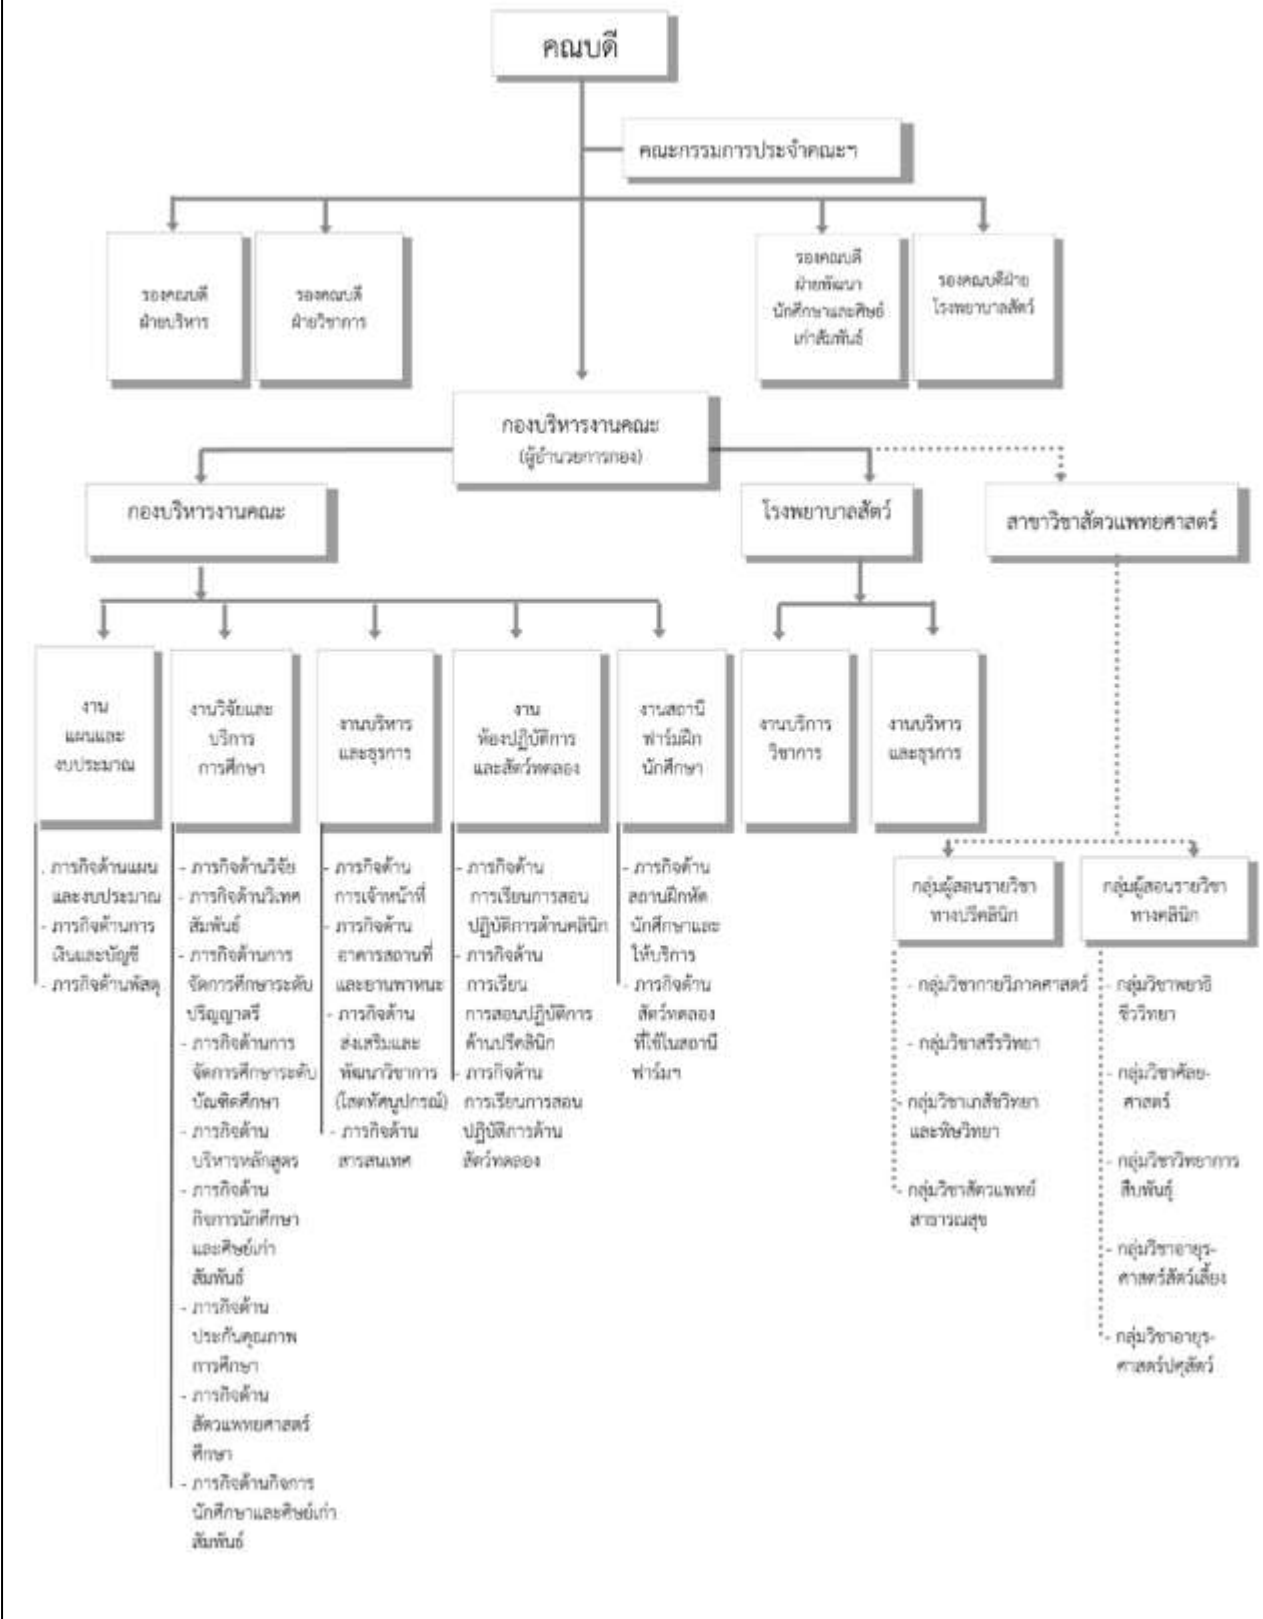 คณบดี
คณะกรรมการประจำคณะฯ
รองคณบดี
ฝ่ายบริหาร
รองคณบดี
ฝ่ายวิชาการ
รองคณบดี
ฝ่ายพัฒนา
นักศึกษาและศิษย์
เก่าสัมพันธ์
รองคณบดีฝ่าย
โรงพยาบาลสัตว์
กองบริหารงานคณะ
(ผู้อำนวยการกอง)
กองบริหารงานคณะ
โรงพยาบาลสัตว์
สาขาวิชาสัตวแพทยศาสตร์
งาน
แผนและ
งบประมาณ
งานวิจัยและ
บริการ
การศึกษา
งานบริหาร
และธุรการ
งาน
ห้องปฏิบัติการ
และสัตว์ทดลอง
งานสถานี
ฟาร์มฝึก
นักศึกษา
งานบริการ
วิชาการ
งานบริหาร
และธุรการ
. ภารกิจด้านแผน
และงบประมาณ
- ภารกิจด้านการ
เงินและบัญชี
- ภารกิจด้านพัสดุ
- ภารกิจด้านวิจัย
- ภารกิจด้านวิเทศ
สัมพันธ์
- ภารกิจด้านการ
จัดการศึกษาระดับ
ปริญญาตรี
- ภารกิจด้านการ
จัดการศึกษาระดับ
บัณฑิตศึกษา
- ภารกิจด้าน
บริหารหลักสูตร
- ภารกิจด้าน
กิจการนักศึกษา
และศิษย์เก่า
สัมพันธ์
- ภารกิจด้าน
ประกันคุณภาพ
การศึกษา
- ภารกิจด้าน
สัตวแพทยศาสตร์
ศึกษา
- ภารกิจด้านกิจการ
นักศึกษาและศิษย์เก่า
สัมพันธ์
- ภารกิจด้าน
การเจ้าหน้าที่
- ภารกิจด้าน
อาคารสถานที่
และยานพาหนะ
- ภารกิจด้าน
ส่งเสริมและ
พัฒนาวิชาการ
(โสตทัศนูปกรณ์)
- ภารกิจด้าน
สารสนเทศ
- ภารกิจด้าน
การเรียนการสอน
ปฏิบัติการด้านคลินิก
- ภารกิจด้าน
การเรียน
การสอนปฏิบัติการ
ด้านปรีคลินิก
- ภารกิจด้าน
การเรียนการสอน
ปฏิบัติการด้าน
สัตว์ทดลอง
- ภารกิจด้าน
สถานฝึกหัด
นักศึกษาและ
ให้บริการ
- ภารกิจด้าน
สัตว์ทดลอง
ที่ใช้ในสถานี
ฟาร์มฯ
กลุ่มผู้สอนรายวิชา
ทางปรีคลินิก
- กลุ่มวิชากายวิภาคศาสตร์
- กลุ่มวิชาสรีรวิทยา
- กลุ่มวิชาเภสัชวิทยา
และพิษวิทยา
- กลุ่มวิชาสัตวแพทย์
สาธารณสุข
กลุ่มผู้สอนรายวิชา
ทางคลินิก
- กลุ่มวิชาพยาธิ
ชีววิทยา
- กลุ่มวิชาศัลย-
ศาสตร์
- กลุ่มวิชาวิทยาการ
สืบพันธุ์
- กลุ่มวิชาอายุร-
ศาสตร์สัตว์เลี้ยง
- กลุ่มวิชาอายุร-
ศาสตร์ปศุสัตว์